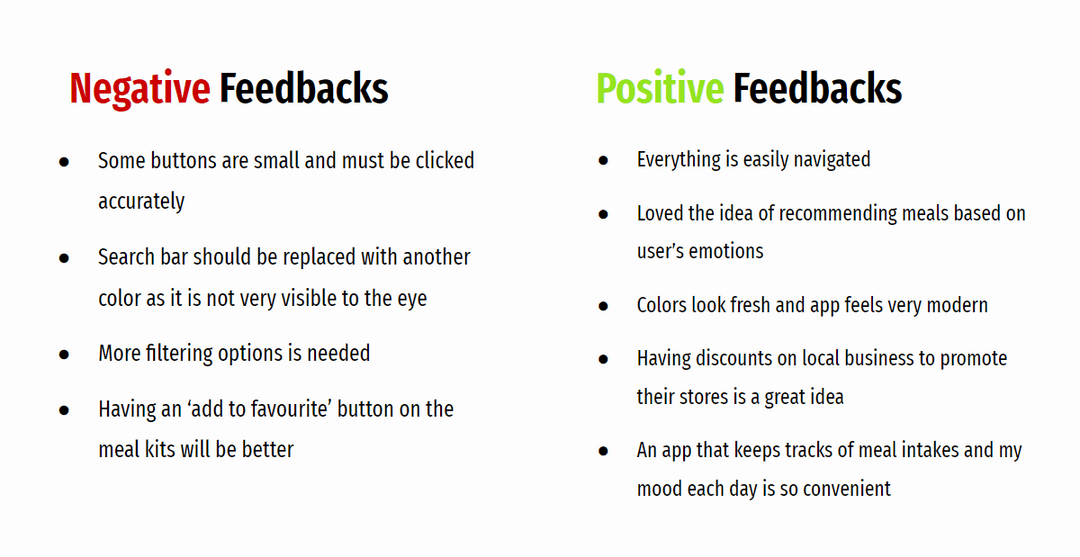 Negative Feedbacks
● Some buttons are small and must be clicked
accurately
● Search bar should be replaced with another
color as it is not very visible to the eye
● More filtering options is needed
● Having an ‘add to favourite’ button on the
meal kits will be better
Positive Feedbacks
● Everything is easily navigated
● Loved the idea of recommending meals based on
user’s emotions
● Colors look fresh and app feels very modern
● Having discounts on local business to promote
their stores is a great idea
● An app that keeps tracks of meal intakes and my
mood each day is so convenient